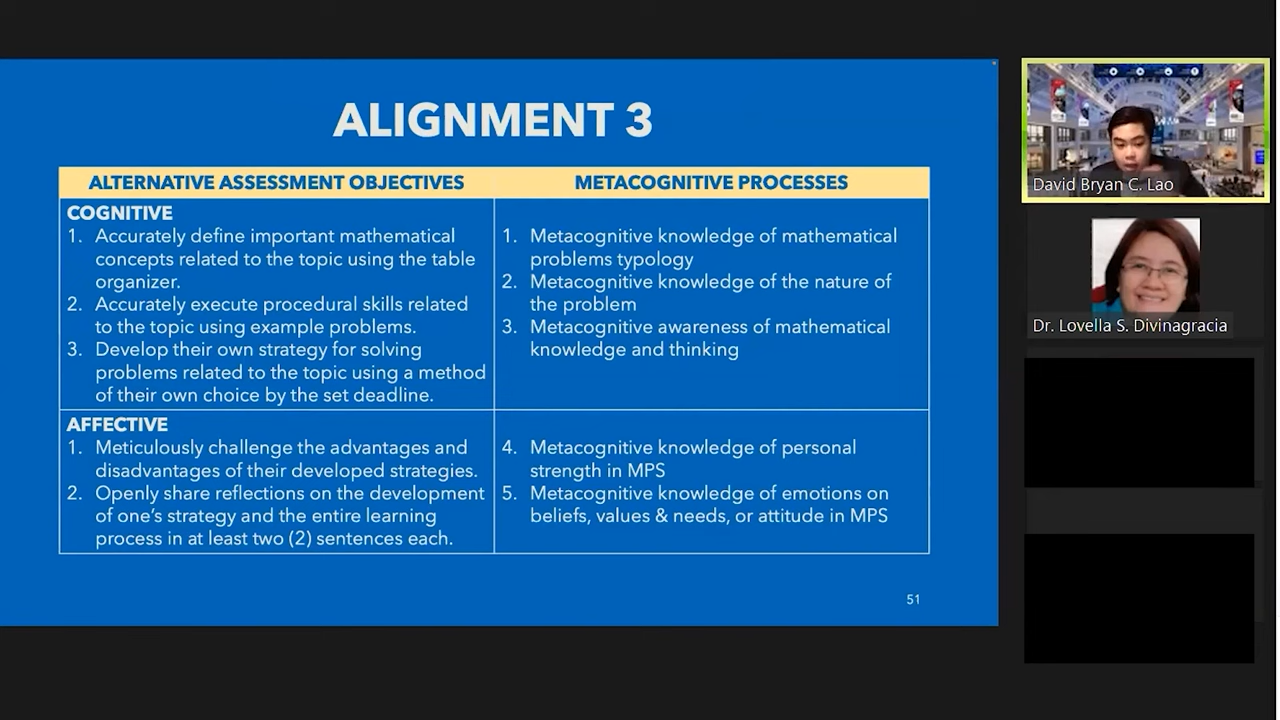 ALIGNMENT 3
ALTERNATIVE ASSESSMENT OBJECTIVES
METACOGNITIVE PROCESSES
COGNITIVE
1. Accurately define important mathematical
concepts related to the topic using the table
organizer.
2. Accurately execute procedural skills related
to the topic using example problems.
3. Develop their own strategy for solving
problems related to the topic using a method
of their own choice by the set deadline.
1. Metacognitive knowledge of mathematical
problems typology
2. Metacognitive knowledge of the nature of
the problem
3. Metacognitive awareness of mathematical
knowledge and thinking
AFFECTIVE
1. Meticulously challenge the advantages and
disadvantages of their developed strategies.
2. Openly share reflections on the development
of one's strategy and the entire learning
process in at least two (2) sentences each.
4. Metacognitive knowledge of personal
strength in MPS
5. Metacognitive knowledge of emotions on
beliefs, values & needs, or attitude in MPS
51
David Bryan C. Lao
Dr. Lovella S. Divinagracia